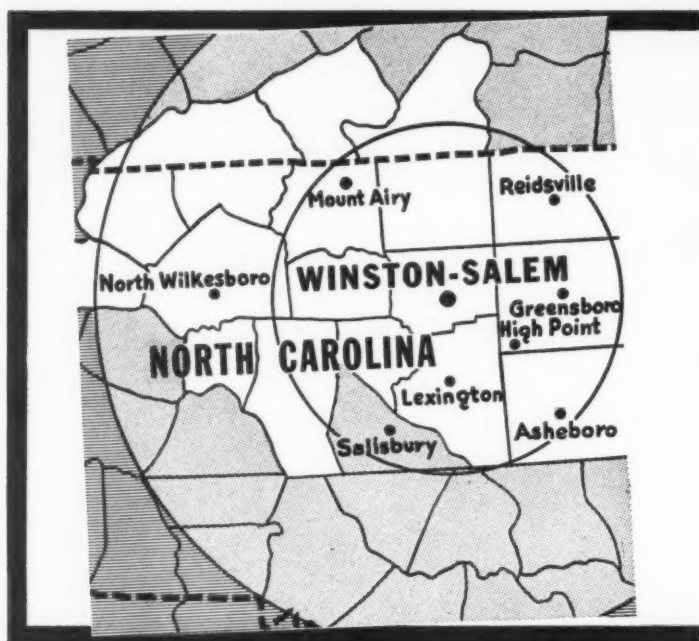 Mount Airy
Reidsville
North Wilkesboro
WINSTON-SALEM
Greensboro
High Point
NORTH CAROLINA
Lexington
Asheboro
Salisbury